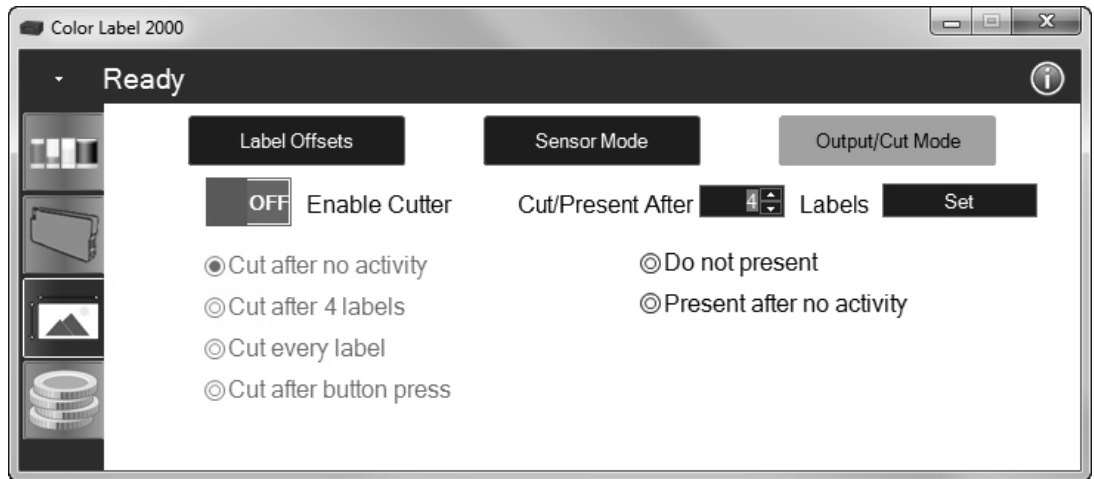 Color Label 2000
Ready
Label Offsets Sensor Mode Output/Cut Mode
OFF Enable Cutter Cut/Present After 4 Labels Set
Cut after no activity Do not present
Cut after 4 labels Present after no activity
Cut every label
Cut after button press